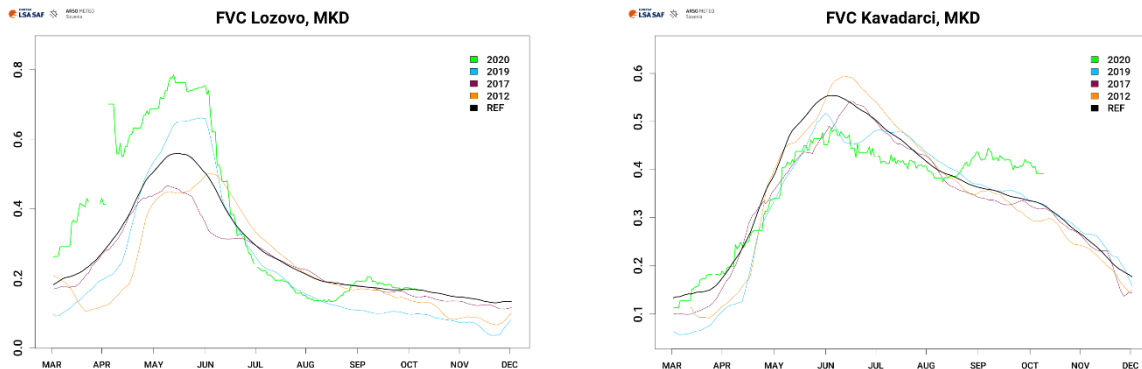 EUMETSAT
LSA SAF
ARSO METEO
Slovenia
FVC Lozovo, MKD
0.8
0.6
0.4
0.2
0.0
2020
2019
2017
2012
REF
MAR APR MAY JUN JUL AUG SEP OCT NOV DEC
EUMETSAT
LSA SAF
ARSO METEO
Slovenia
FVC Kavadarci, MKD
0.6
0.5
0.4
0.3
0.2
0.1
2020
2019
2017
2012
REF
MAR APR MAY JUN JUL AUG SEP OCT NOV DEC